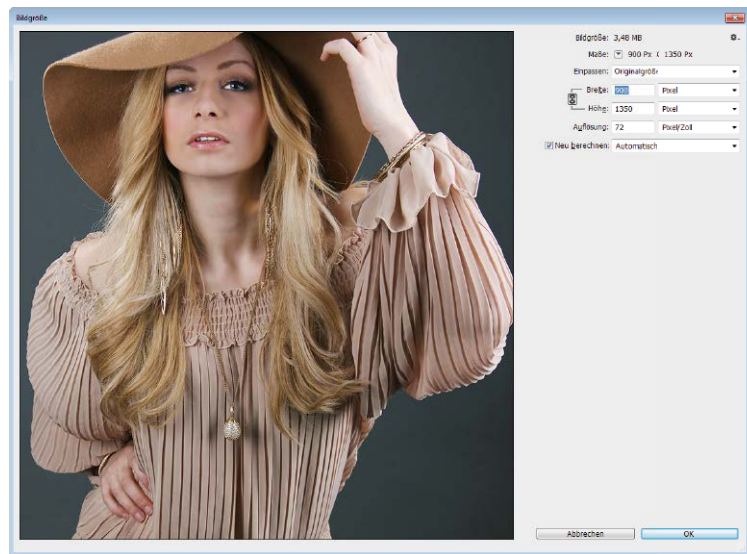 Bildgröße
Bildgröße: 3,48 MB
Maße: 900 Px 1350 Px
Einpassen: Originalgröße
Breite: 900 Pixel
Höhe: 1350 Pixel
Auflösung: 72 Pixel/Zoll
Neu berechnen: Automatisch
Abbrechen OK